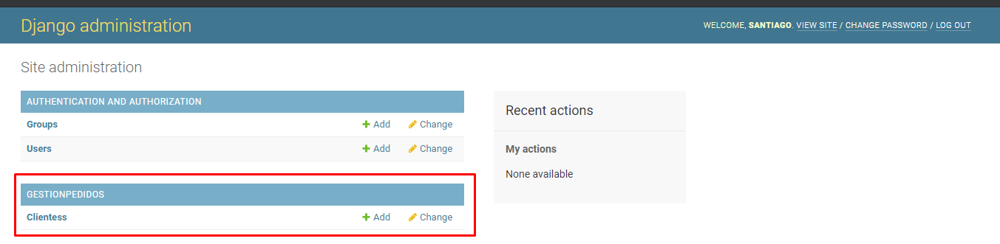 Django administration
WELCOME, SANTIAGO. VIEW SITE / CHANGE PASSWORD / LOG OUT
Site administration
AUTHENTICATION AND AUTHORIZATION
Groups Add Change
Users Add Change
GESTIONPEDIDOS
Clientess Add Change
Recent actions
My actions
None available